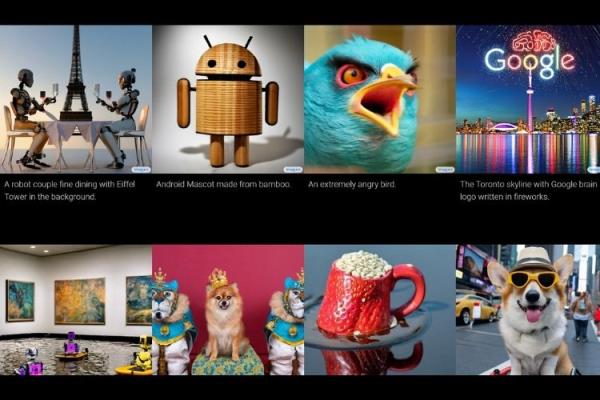 Google
A robot couple fine dining with Eiffel
Tower in the background.
Android Mascot made from bamboo.
An extremely angry bird.
The Toronto skyline with Google brain
logo written in fireworks.